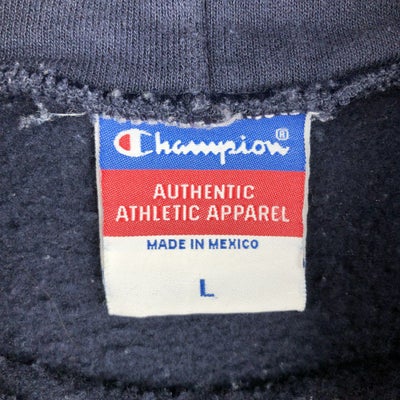 Champion®
AUTHENTIC
ATHLETIC APPAREL
MADE IN MEXICO
L